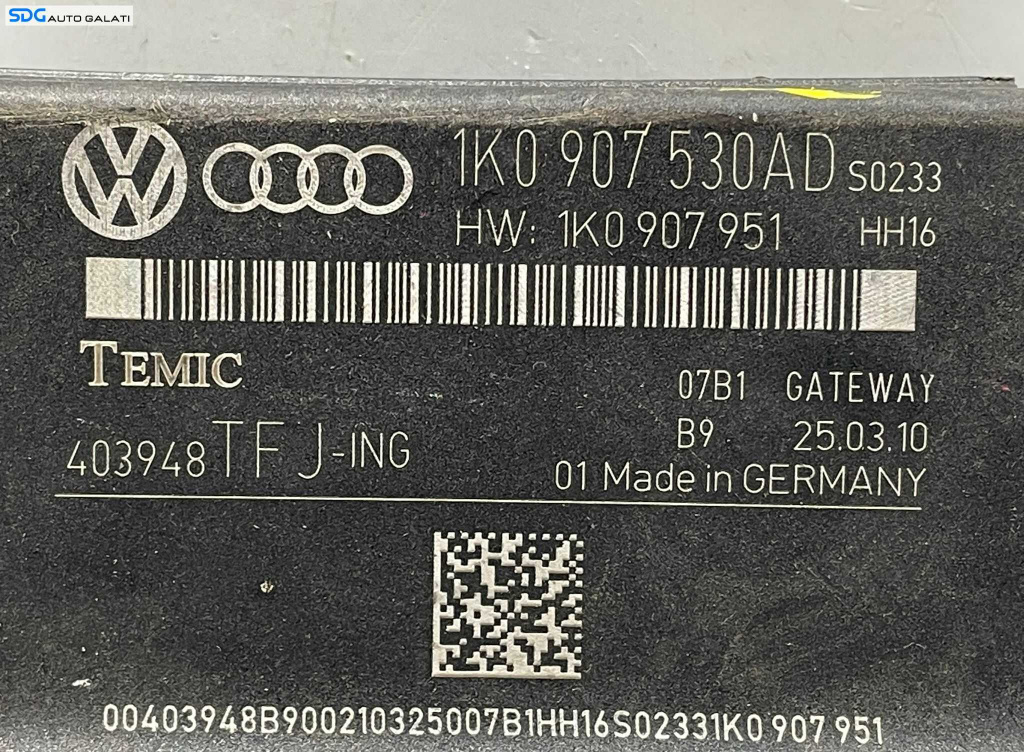 SDG AUTO GALATI
1K0 907 530AD S0233
HW: 1K0 907 951 HH16
TEMIC
07B1 GATEWAY
B9 25.03.10
403948TF J-ING
01 Made in GERMANY
00403948B900210325007B1HH16S02331K0 907 951